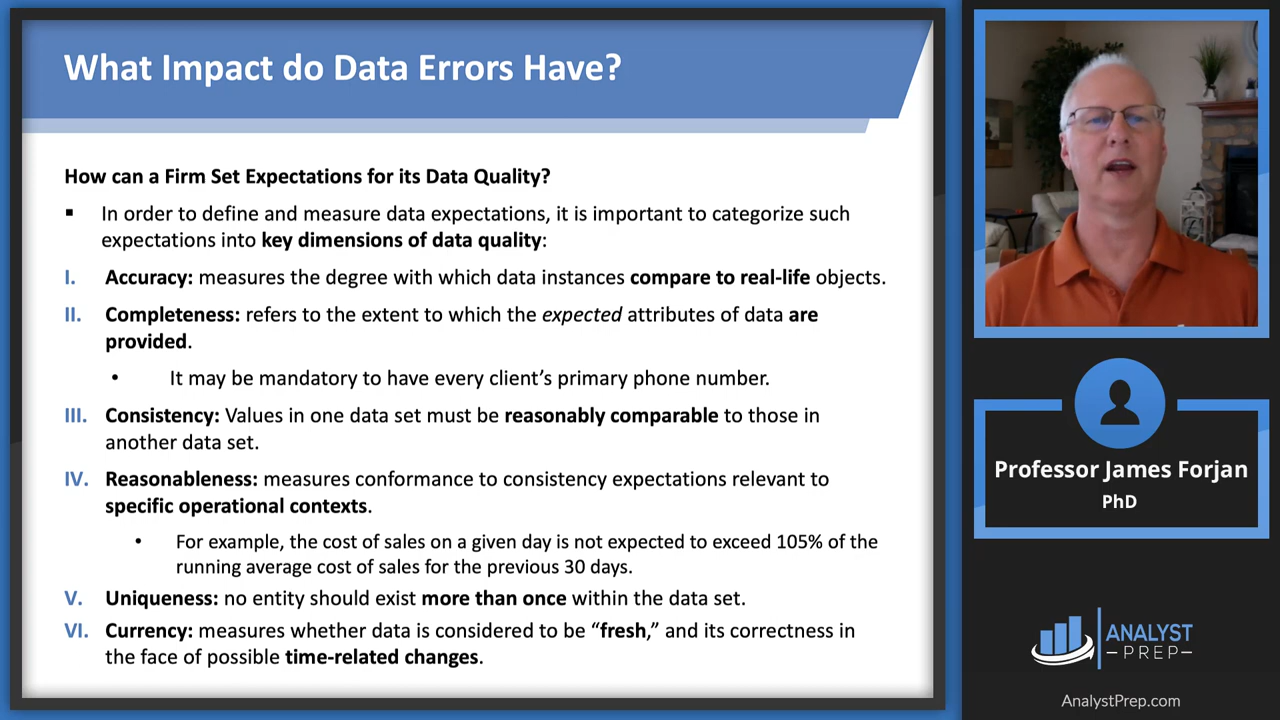 What Impact do Data Errors Have?
How can a Firm Set Expectations for its Data Quality?
▪ In order to define and measure data expectations, it is important to categorize such
expectations into key dimensions of data quality:
I. Accuracy: measures the degree with which data instances compare to real-life objects.
II. Completeness: refers to the extent to which the expected attributes of data are
provided.
• It may be mandatory to have every client's primary phone number.
III. Consistency: Values in one data set must be reasonably comparable to those in
another data set.
IV. Reasonableness: measures conformance to consistency expectations relevant to
specific operational contexts.
• For example, the cost of sales on a given day is not expected to exceed 105% of the
running average cost of sales for the previous 30 days.
V. Uniqueness: no entity should exist more than once within the data set.
VI. Currency: measures whether data is considered to be “fresh,” and its correctness in
the face of possible time-related changes.
Professor James Forjan
PhD
ANALYST
PREP
AnalystPrep.com